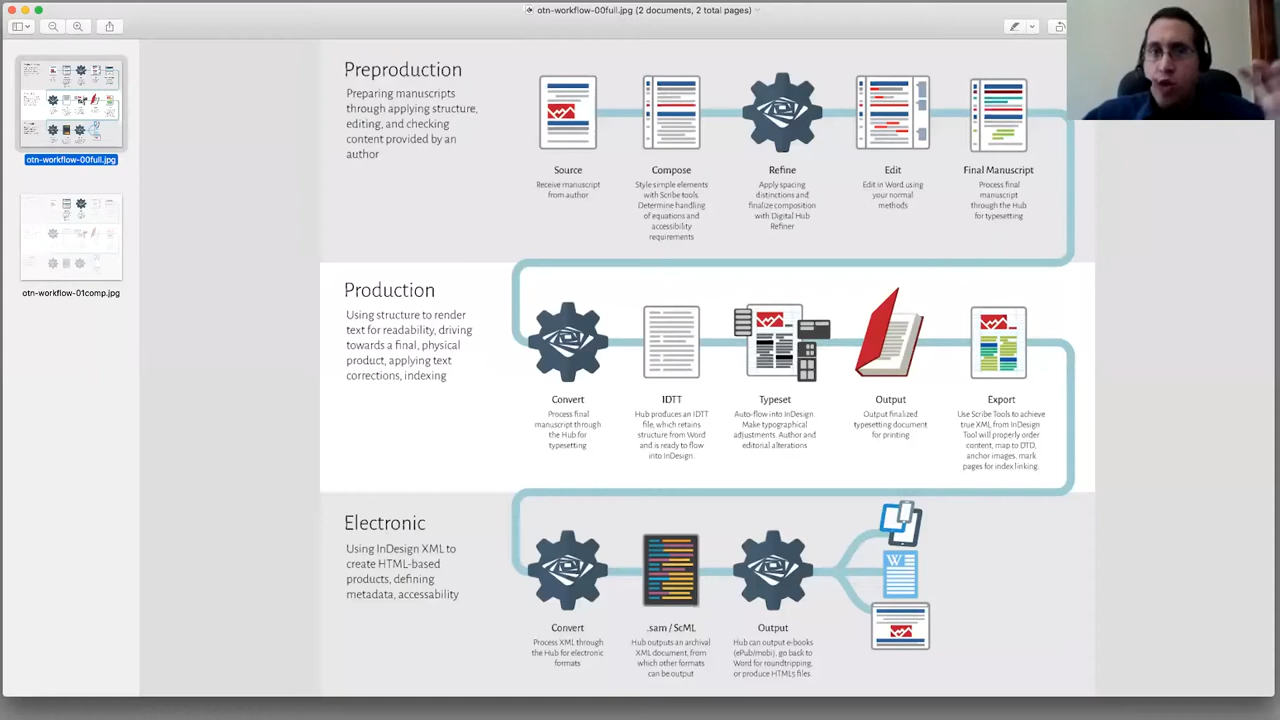 otn-workflow-00full.jpg (2 documents, 2 total pages)
otn-workflow-00full.jpg
otn-workflow-01comp.jpg
Preproduction
Preparing manuscripts
through applying structure,
editing, and checking
content provided by an
author
Source
Receive manuscript
from author
Compose
Style simple elements
with Scribe tools.
Determine handling
of equations and
accessibility
requirements
Refine
Apply spacing
distinctions and
finalize composition
with Digital Hub
Refiner
Edit
Edit in Word using
your normal
methods
Final Manuscript
Process final
manuscript
through the Hub
for typesetting
Production
Using structure to render
text for readability, driving
towards a final, physical
product, applying text
corrections, indexing
Convert
Process final
manuscript through
the Hub for
typesetting
IDTT
Hub produces an IDTT
file, which retains
structure from Word
and is ready to flow
into InDesign.
Typeset
Auto-flow into InDesign.
Make typographical
adjustments. Author and
editorial alterations
Output
Output finalized
typesetting document
for printing
Export
Use Scribe Tools to achieve
true XML from InDesign
Tool will properly order
content, map to DTD,
anchor images, mark
pages for index linking.
Electronic
Using InDesign XML to
create HTML-based
products, defining
metadata, accessability
Convert
Process XML through
the Hub for electronic
formats
.sam / ScML
Hub outputs an archival
XML document, from
which other formats
can be output
Output
Hub can output e-books
(ePub/mobi), go back to
Word for roundtripping,
or produce HTML5 files.
W